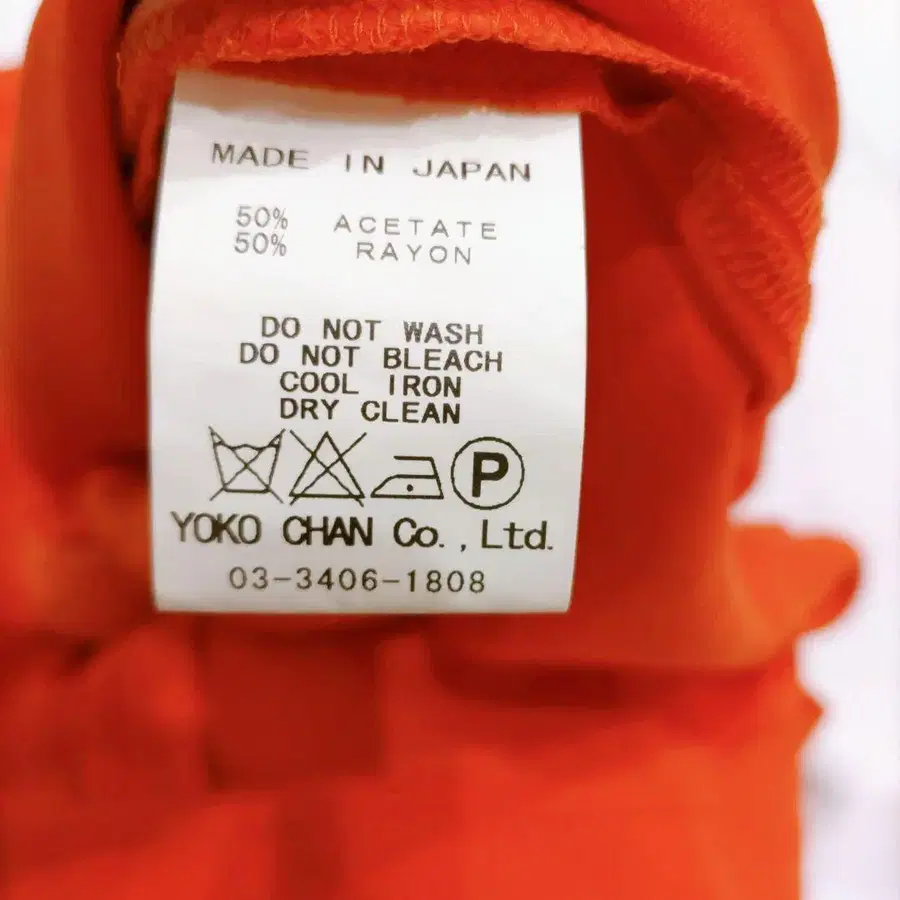 MADE IN JAPAN
50% ACETATE
50% RAYON
DO NOT WASH
DO NOT BLEACH
COOL IRON
DRY CLEAN
P
YOKO CHAN Co., Ltd.
03-3406-1808